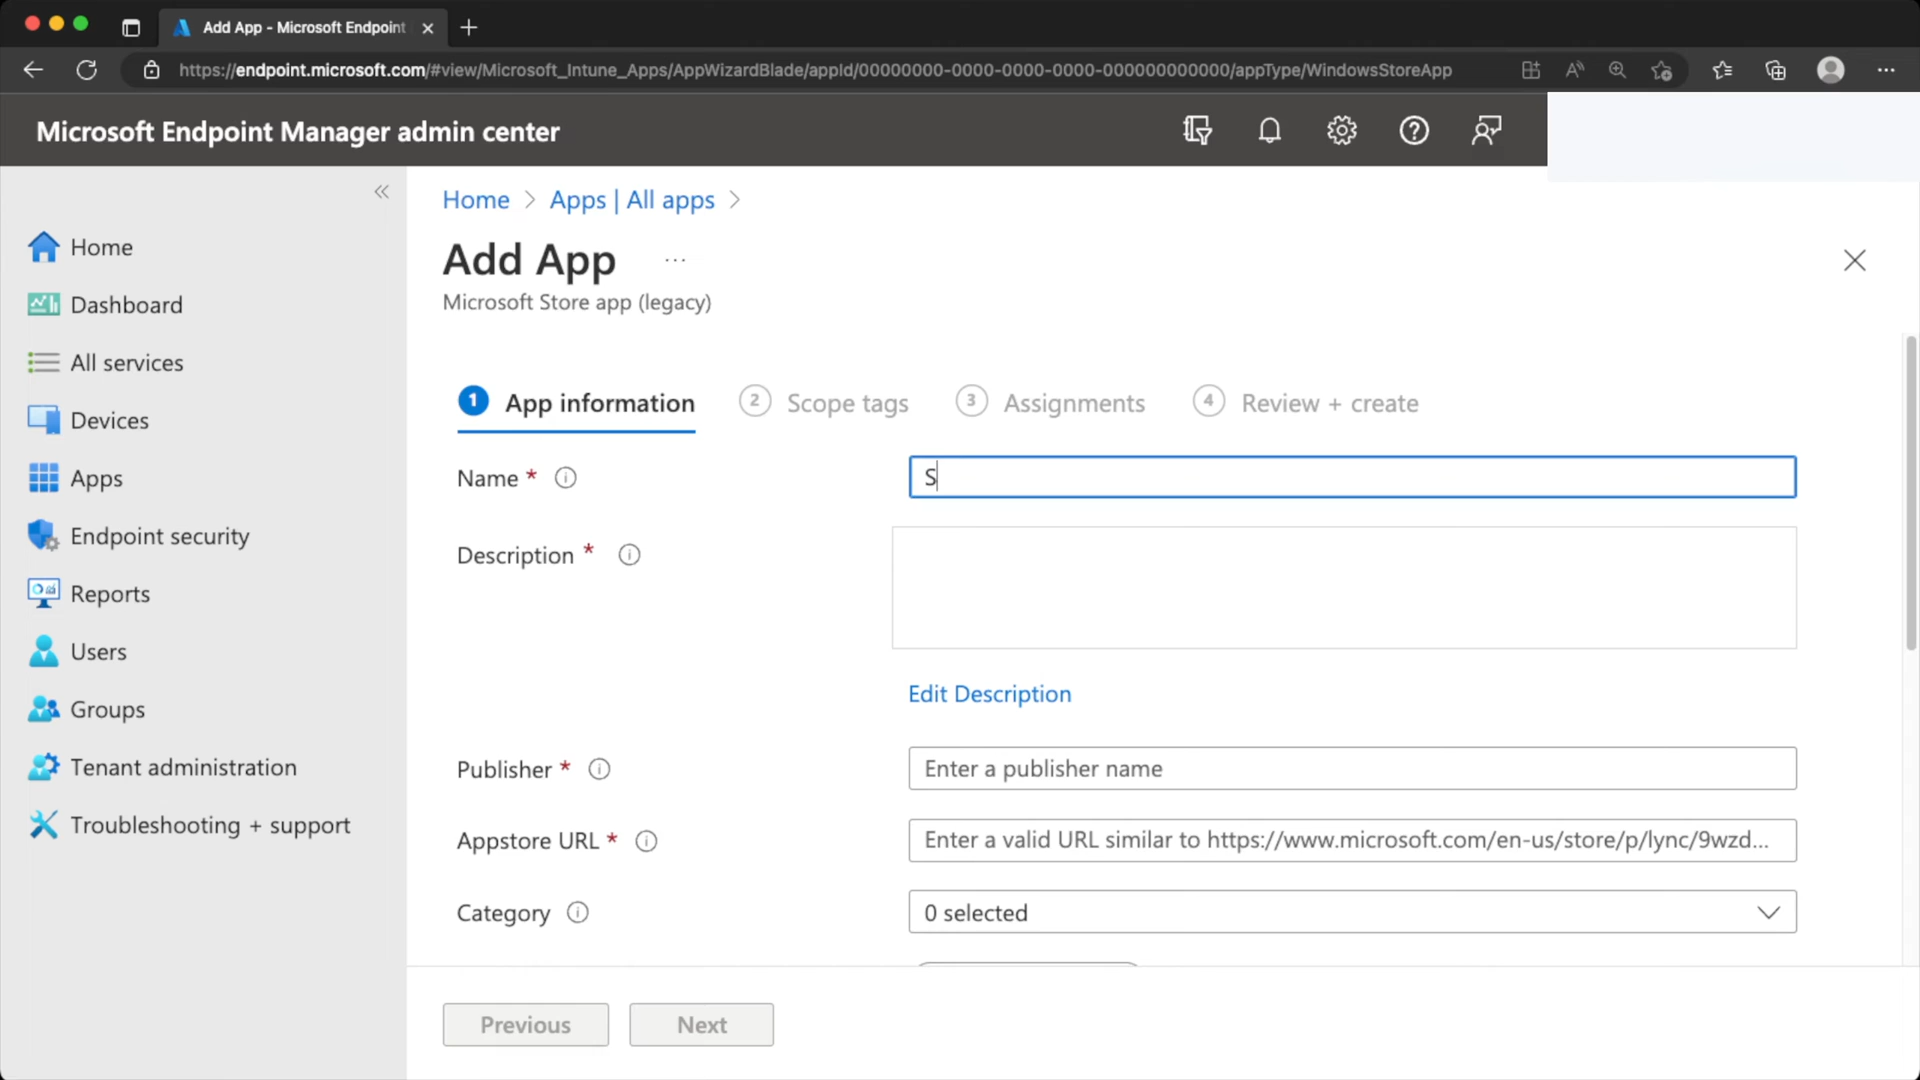 Add App - Microsoft Endpoint
https://endpoint.microsoft.com/#view/Microsoft_Intune_Apps/AppWizardBlade/appId/00000000-0000-0000-0000-000000000000/appType/WindowsStoreApp
Microsoft Endpoint Manager admin center
Home
Dashboard
All services
Devices
Apps
Endpoint security
Reports
Users
Groups
Tenant administration
Troubleshooting + support
Home > Apps | All apps >
Add App ...
Microsoft Store app (legacy)
1 App information 2 Scope tags 3 Assignments 4 Review + create
Name * S
Description *
Edit Description
Publisher * Enter a publisher name
Appstore URL * Enter a valid URL similar to https://www.microsoft.com/en-us/store/p/lync/9wzd...
Category 0 selected
Previous Next